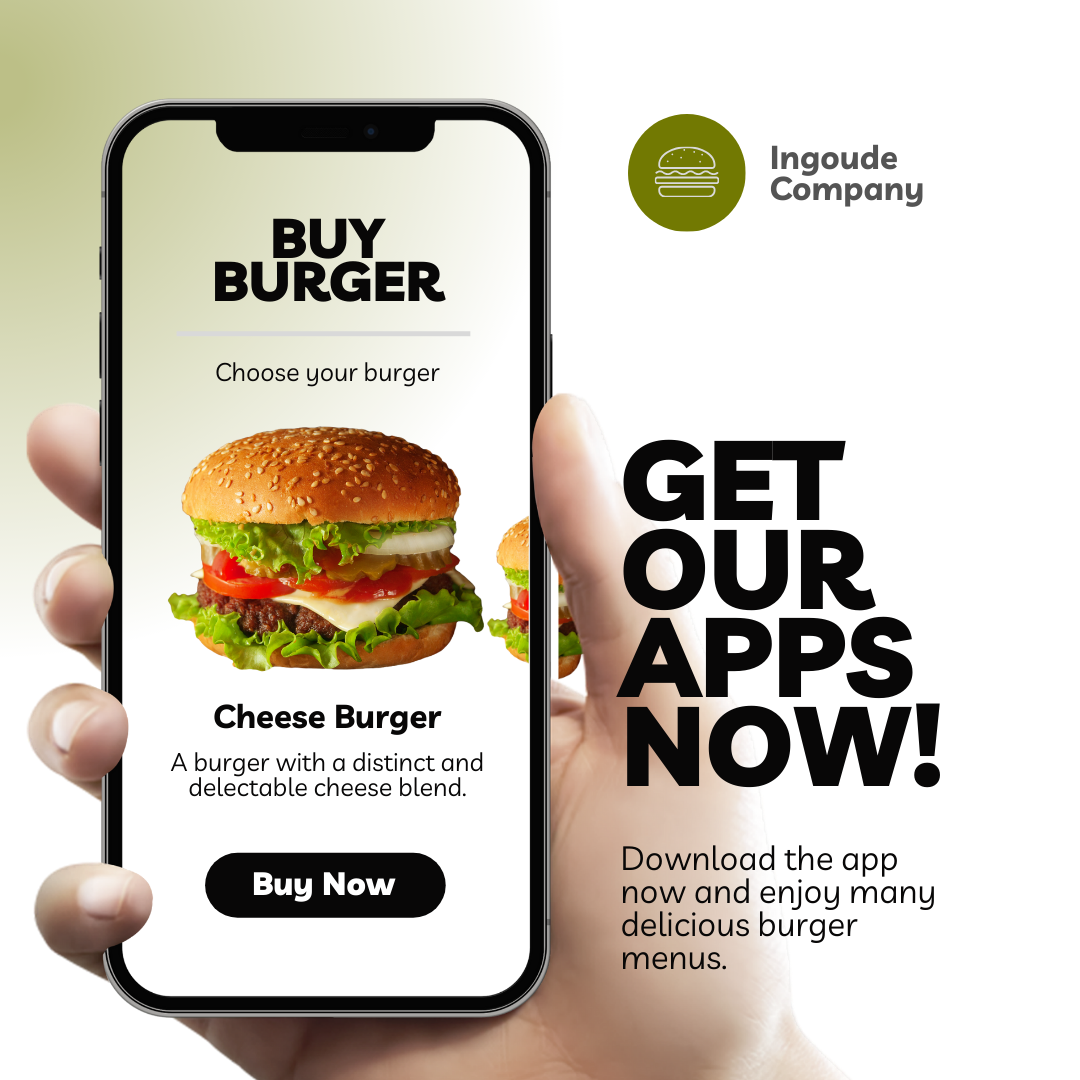 BUY
BURGER
Choose your burger
Cheese Burger
A burger with a distinct and
delectable cheese blend.
Buy Now
Ingoude
Company
GET
OUR
APPS
NOW!
Download the app
now and enjoy many
delicious burger
menus.